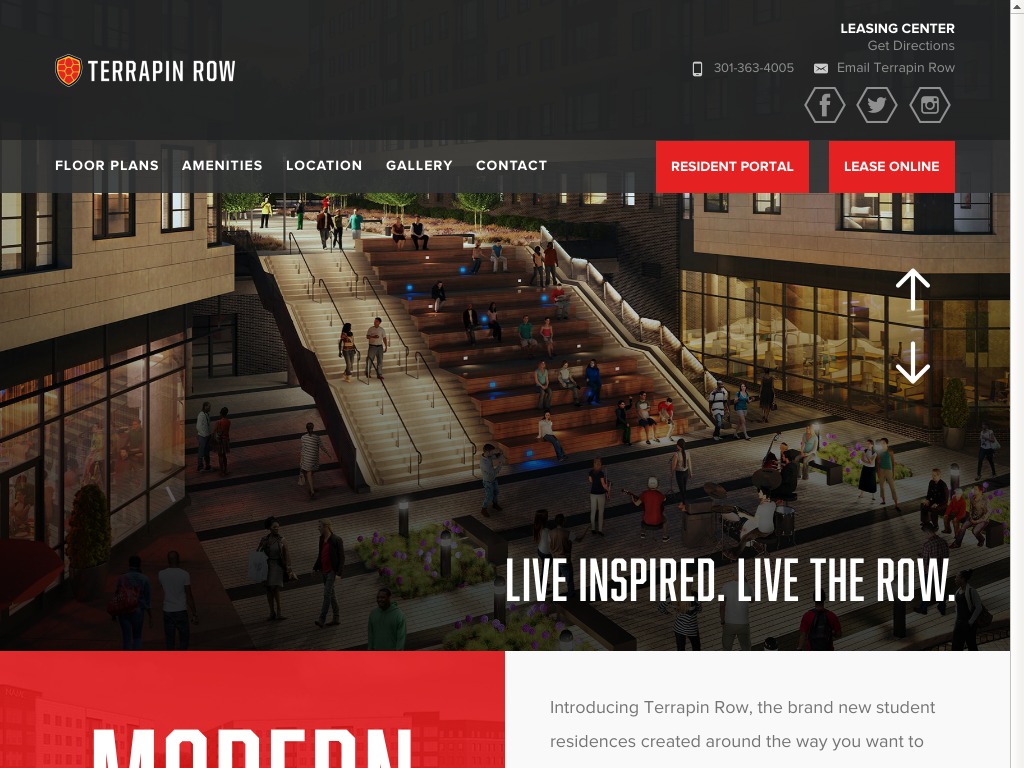 LEASING CENTER
Get Directions
301-363-4005 Email Terrapin Row
TERRAPIN ROW
FLOOR PLANS AMENITIES LOCATION GALLERY CONTACT RESIDENT PORTAL LEASE ONLINE
LIVE INSPIRED. LIVE THE ROW.
MODERN
Introducing Terrapin Row, the brand new student
residences created around the way you want to